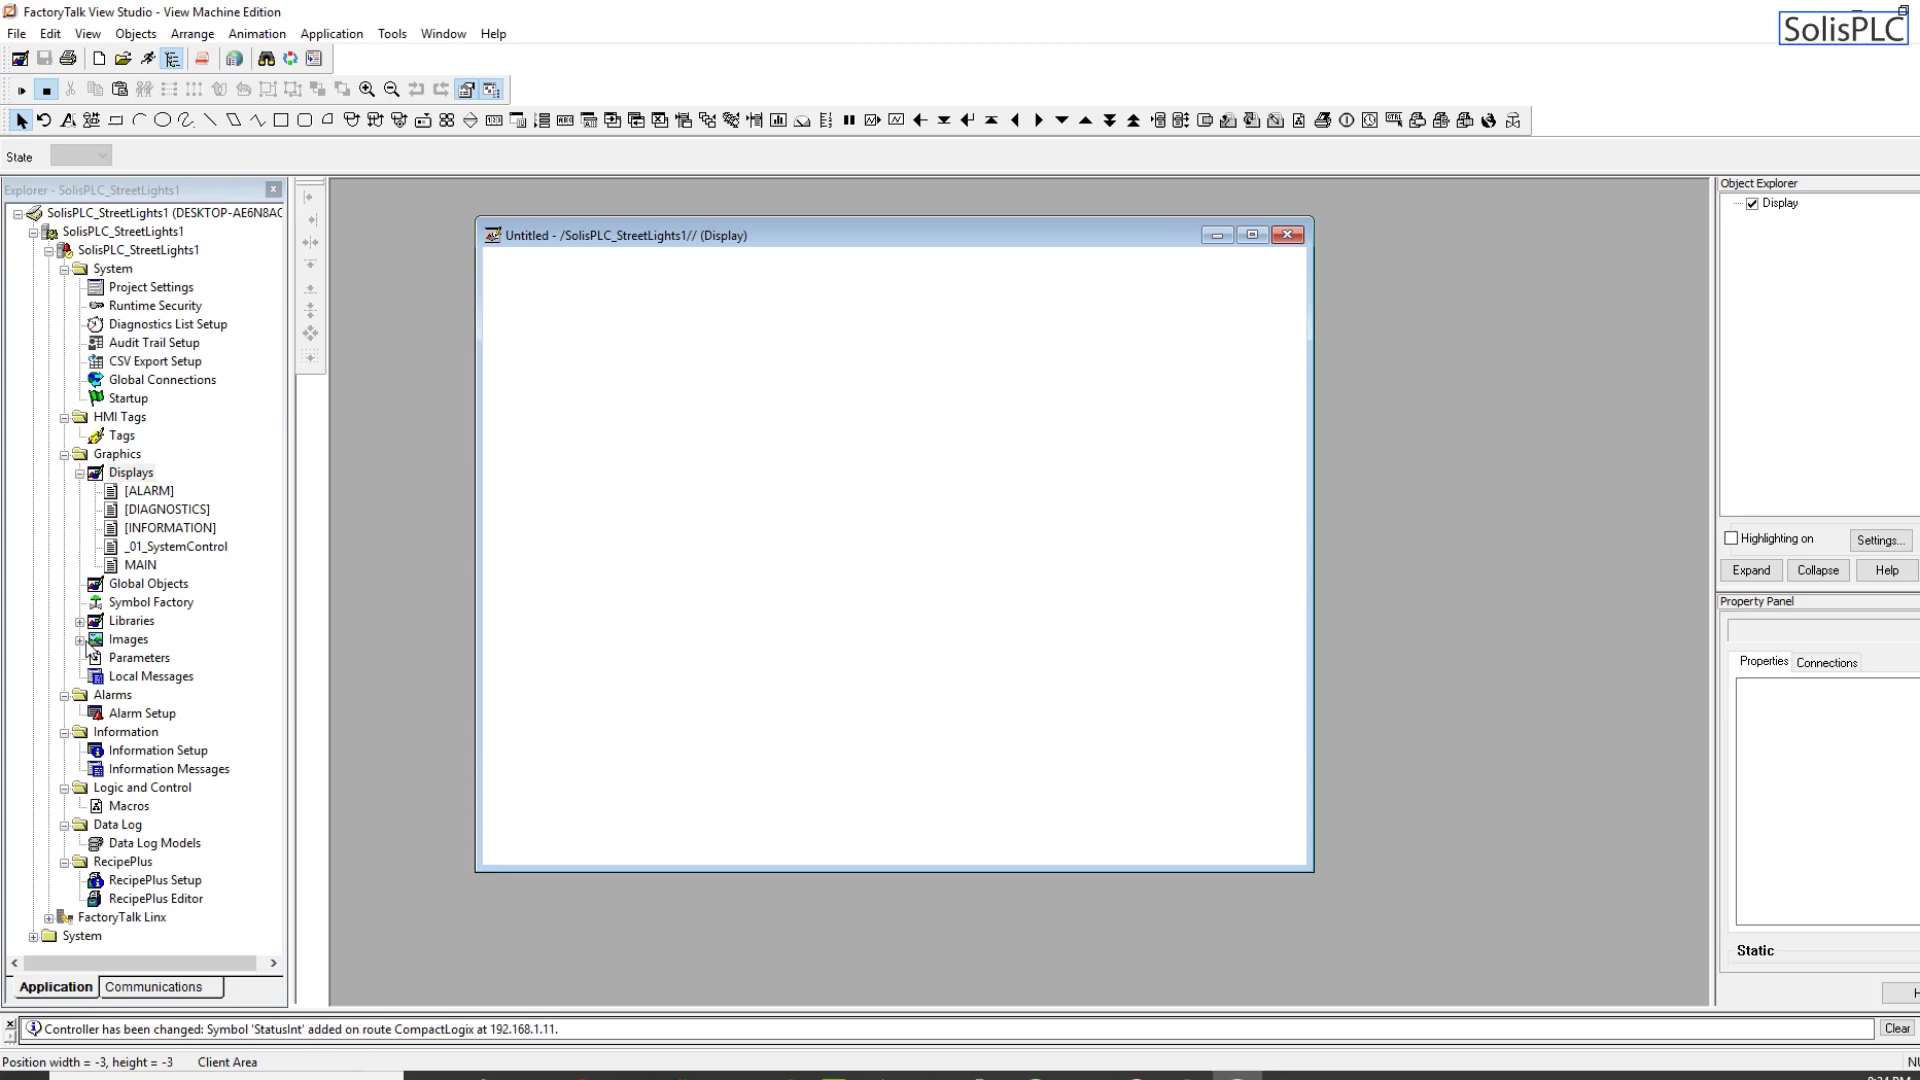 FactoryTalk View Studio - View Machine Edition
SolisPLC
File Edit View Objects Arrange Animation Application Tools Window Help
State
Explorer - SolisPLC_StreetLights1
SolisPLC_StreetLights1 (DESKTOP-AE6N8AC
SolisPLC_StreetLights1
SolisPLC_StreetLights1
System
Project Settings
Runtime Security
Diagnostics List Setup
Audit Trail Setup
CSV Export Setup
Global Connections
Startup
HMI Tags
Tags
Graphics
Displays
[ALARM]
[DIAGNOSTICS]
[INFORMATION]
_01_SystemControl
MAIN
Global Objects
Symbol Factory
Libraries
Images
Parameters
Local Messages
Alarms
Alarm Setup
Information
Information Setup
Information Messages
Logic and Control
Macros
Data Log
Data Log Models
RecipePlus
RecipePlus Setup
RecipePlus Editor
FactoryTalk Linx
System
Application Communications
Untitled - /SolisPLC_StreetLights1// (Display)
Object Explorer
Display
Highlighting on Settings...
Expand Collapse Help
Property Panel
Properties Connections
Static
H
Controller has been changed: Symbol 'StatusInt' added on route CompactLogix at 192.168.1.11.
Clear
Position width = -3, height = -3 Client Area